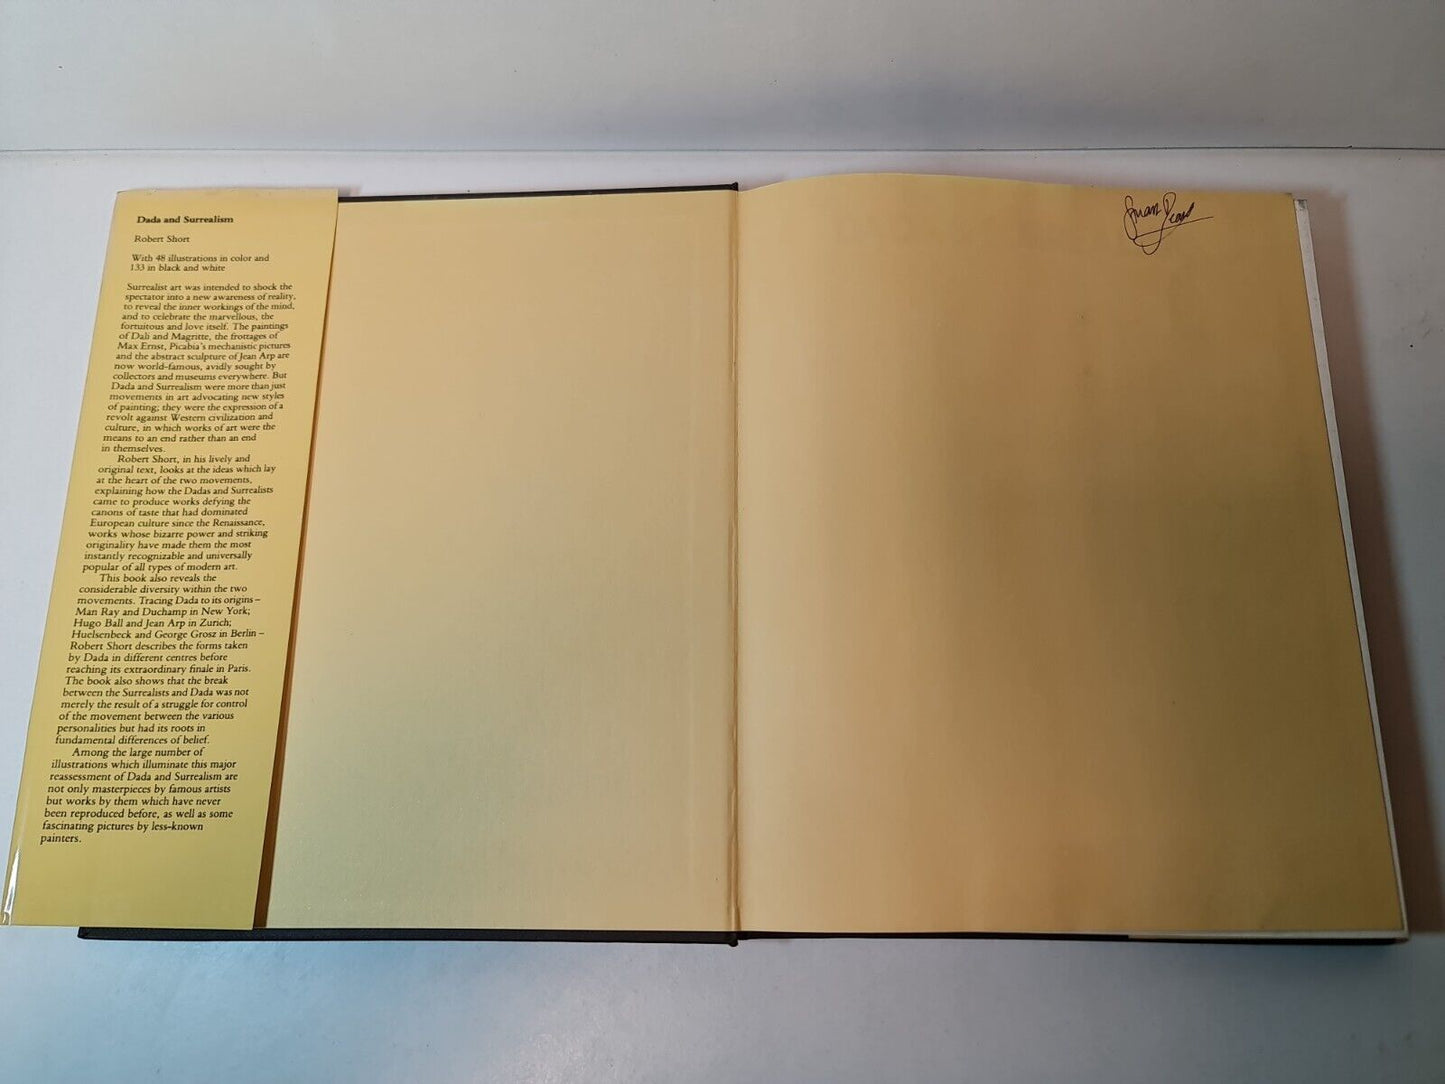 Dada and Surrealism
Robert Short
With 48 illustrations in color and
133 in black and white
Surrealist art was intended to shock the
spectator into a new awareness of reality,
to reveal the inner workings of the mind,
and to celebrate the marvellous, the
fortuitous and love itself. The paintings
of Dali and Magritte, the frottages of
Max Ernst, Picabia's mechanistic pictures
and the abstract sculpture of Jean Arp are
now world-famous, avidly sought by
collectors and museums everywhere. But
Dada and Surrealism were more than just
movements in art advocating new styles
of painting; they were the expression of a
revolt against Western civilization and
culture, in which works of art were the
means to an end rather than an end
in themselves.
Robert Short, in his lively and
original text, looks at the ideas which lay
at the heart of the two movements,
explaining how the Dadas and Surrealists
came to produce works defying the
canons of taste that had dominated
European culture since the Renaissance,
works whose bizarre power and striking
originality have made them the most
instantly recognizable and universally
popular of all types of modern art.
This book also reveals the
considerable diversity within the two
movements. Tracing Dada to its origins –
Man Ray and Duchamp in New York;
Hugo Ball and Jean Arp in Zurich;
Huelsenbeck and George Grosz in Berlin –
Robert Short describes the forms taken
by Dada in different centres before
reaching its extraordinary finale in Paris.
The book also shows that the break
between the Surrealists and Dada was not
merely the result of a struggle for control
of the movement between the various
personalities but had its roots in
fundamental differences of belief.
Among the large number of
illustrations which illuminate this major
reassessment of Dada and Surrealism are
not only masterpieces by famous artists
but works by them which have never
been reproduced before, as well as some
fascinating pictures by less-known
painters.